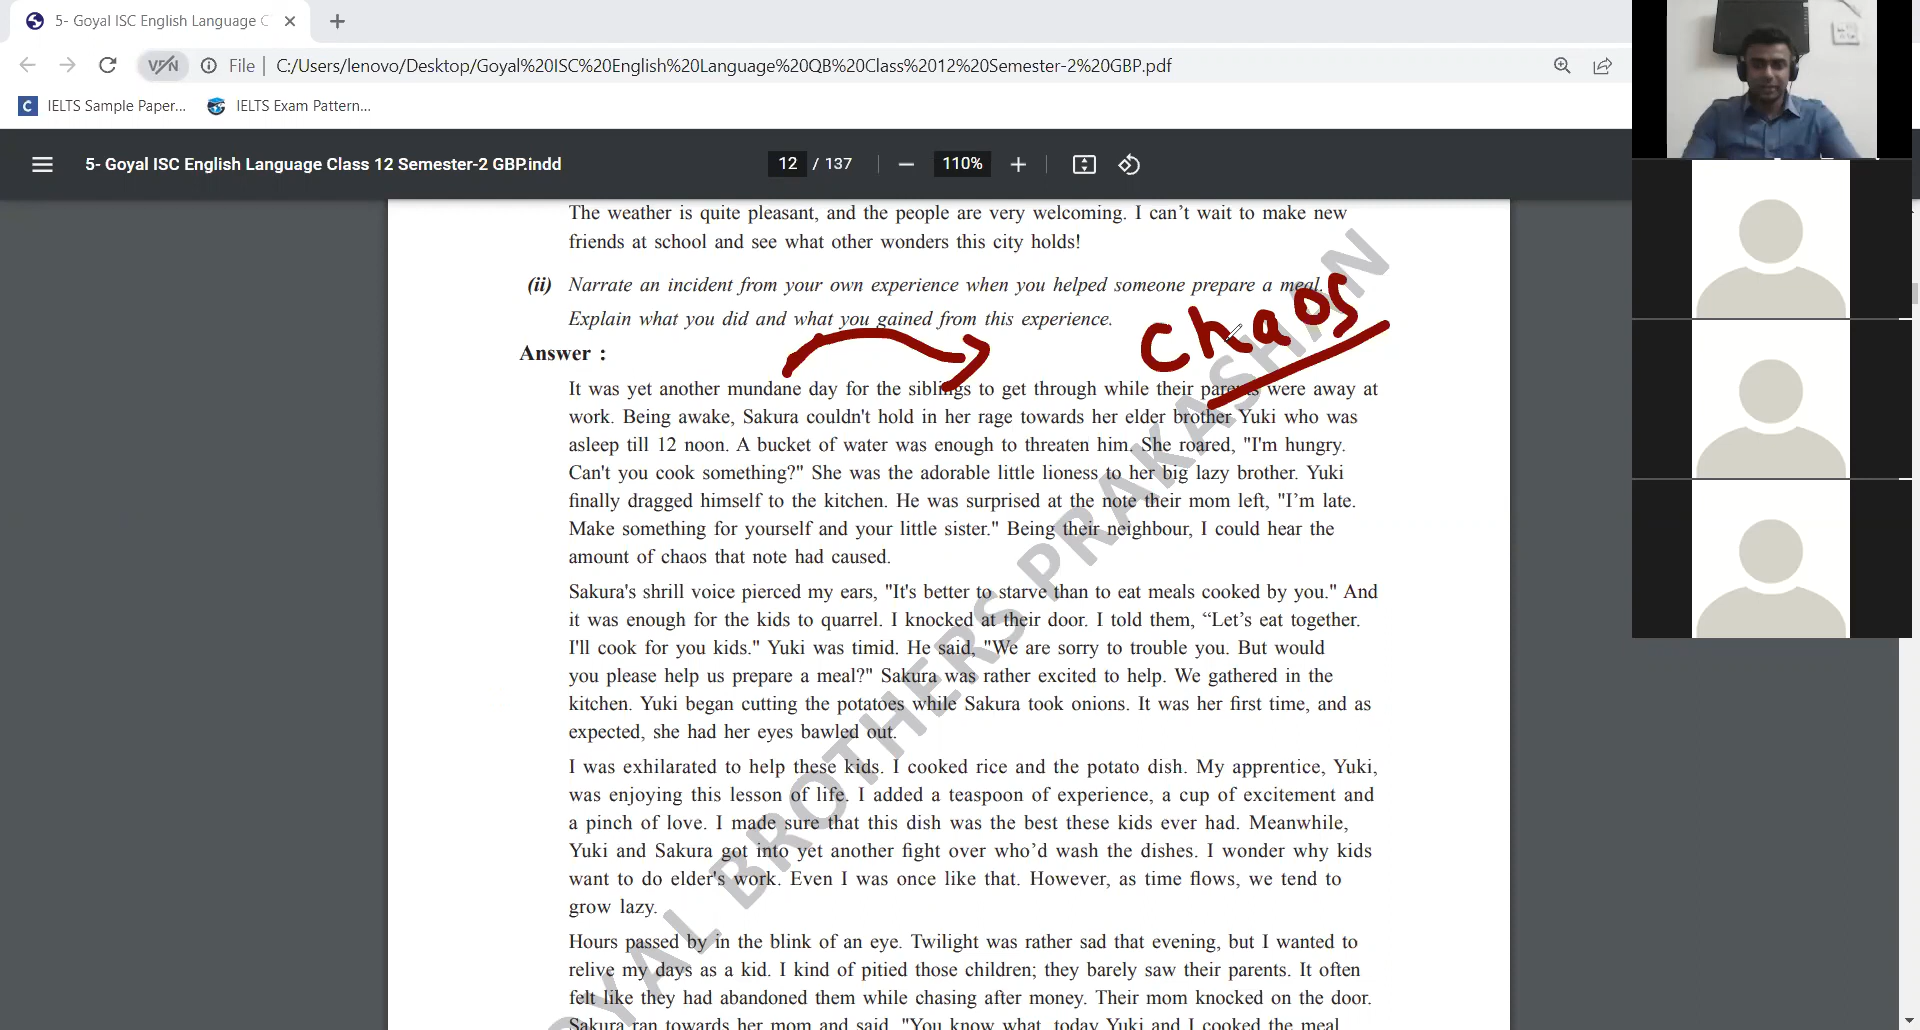 5- Goyal ISC English Language C
VPN File C:/Users/lenovo/Desktop/Goyal%20ISC%20English%20Language%20QB%20Class%2012%20Semester-2%20GBP.pdf
C IELTS Sample Paper... IELTS Exam Pattern...
5- Goyal ISC English Language Class 12 Semester-2 GBP.indd 12 / 137 110%
The weather is quite pleasant, and the people are very welcoming. I can't wait to make new
friends at school and see what other wonders this city holds!
(ii) Narrate an incident from your own experience when you helped someone prepare a meal.
Explain what you did and what you gained from this experience.
Chaos
Answer :
It was yet another mundane day for the siblings to get through while their parents were away at
work. Being awake, Sakura couldn't hold in her rage towards her elder brother Yuki who was
asleep till 12 noon. A bucket of water was enough to threaten him. She roared, "I'm hungry.
Can't you cook something?" She was the adorable little lioness to her big lazy brother. Yuki
finally dragged himself to the kitchen. He was surprised at the note their mom left, "I'm late.
Make something for yourself and your little sister." Being their neighbour, I could hear the
amount of chaos that note had caused.
Sakura's shrill voice pierced my ears, "It's better to starve than to eat meals cooked by you." And
it was enough for the kids to quarrel. I knocked at their door. I told them, “Let's eat together.
I'll cook for you kids." Yuki was timid. He said, "We are sorry to trouble you. But would
you please help us prepare a meal?" Sakura was rather excited to help. We gathered in the
kitchen. Yuki began cutting the potatoes while Sakura took onions. It was her first time, and as
expected, she had her eyes bawled out.
I was exhilarated to help these kids. I cooked rice and the potato dish. My apprentice, Yuki,
was enjoying this lesson of life. I added a teaspoon of experience, a cup of excitement and
a pinch of love. I made sure that this dish was the best these kids ever had. Meanwhile,
Yuki and Sakura got into yet another fight over who'd wash the dishes. I wonder why kids
want to do elder's work. Even I was once like that. However, as time flows, we tend to
grow lazy.
Hours passed by in the blink of an eye. Twilight was rather sad that evening, but I wanted to
relive my days as a kid. I kind of pitied those children; they barely saw their parents. It often
felt like they had abandoned them while chasing after money. Their mom knocked on the door.
Sakura ran towards her mom and said, "You know what, today Yuki and I cooked the meal
OYAL BROTHERS PRAKASHAN